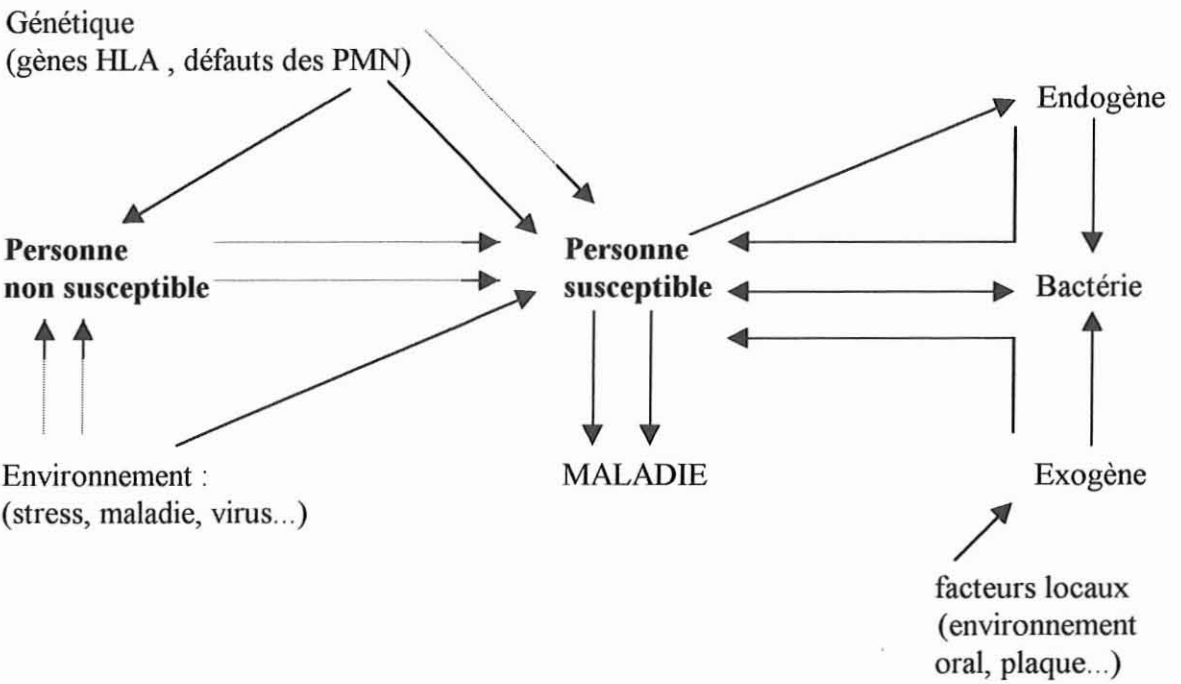 Génétique
(gènes HLA , défauts des PMN)
Endogène
Personne
non susceptible
Personne
susceptible
Bactérie
Environnement :
(stress, maladie, virus...)
MALADIE
Exogène
facteurs locaux
(environnement
oral, plaque...)